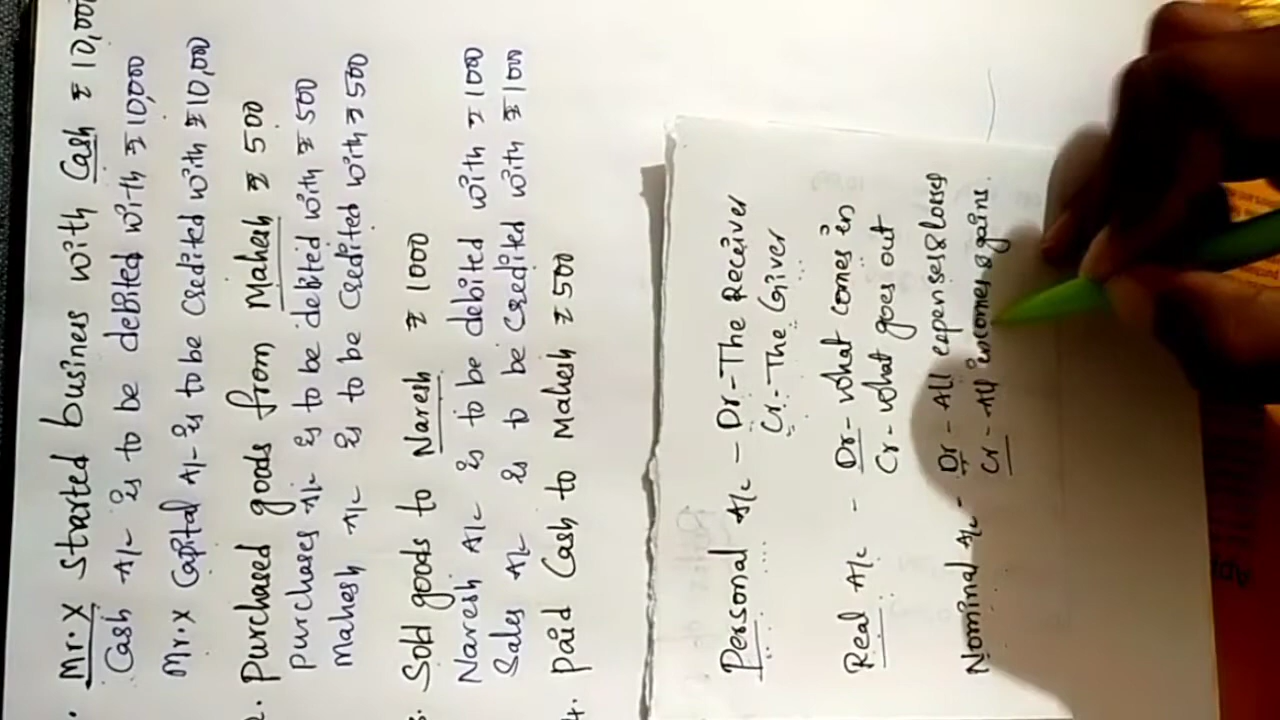 . Mr. X Started business with Cash ₹ 10,000
Cash A/c is to be debited with ₹10,000
Mr. X Capital A/c is to be Credited with ₹10,000
2. Purchased goods from Mahesh ₹ 500
purchases A/c is to be debited with ₹ 500
Mahesh A/c is to be Credited with ₹ 500
3. Sold goods to Naresh ₹ 1000
Naresh A/c is to be debited with ₹ 1000
Sales A/c is to be Credited with ₹ 1000
4. paid Cash to Mahesh ₹ 500
Personal A/c - Dr - The Receiver
Cr - The Giver
Real A/c - Dr - what comes in
Cr - what goes out
Nominal A/c - Dr - All expenses & losses
Cr - All incomes & gains.